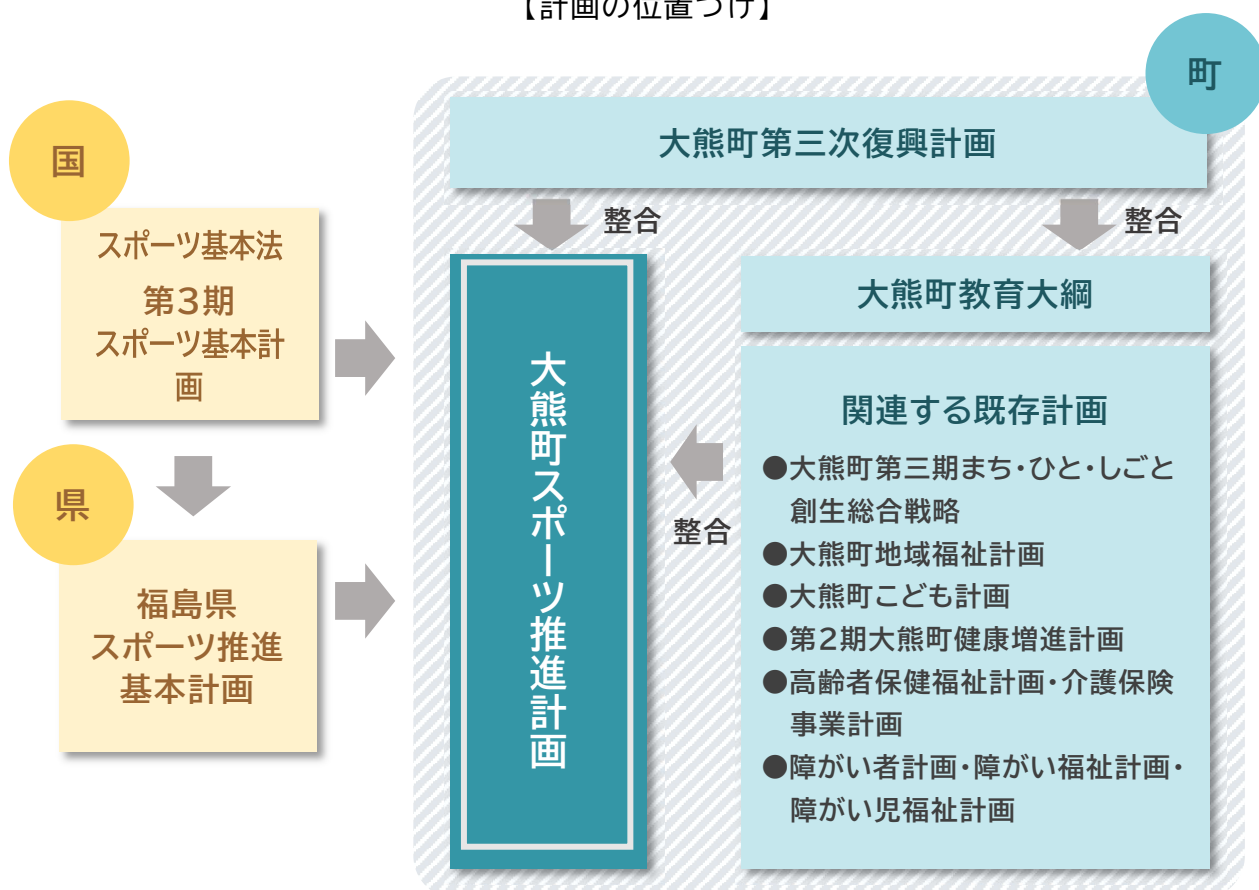 【計画の位置づけ】
町
大熊町第三次復興計画
国
スポーツ基本法
第3期
スポーツ基本計
画
整合
整合
大熊町スポーツ推進計画
大熊町教育大綱
関連する既存計画
●大熊町第三期まち・ひと・しごと
創生総合戦略
●大熊町地域福祉計画
●大熊町こども計画
●第2期大熊町健康増進計画
●高齢者保健福祉計画・介護保険
事業計画
●障がい者計画・障がい福祉計画・
障がい児福祉計画
整合
県
福島県
スポーツ推進
基本計画